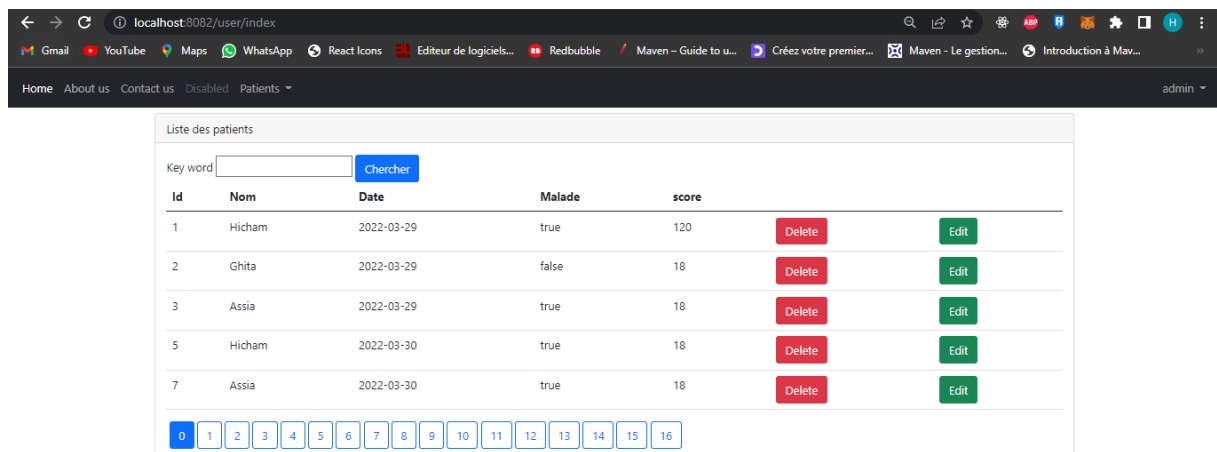 localhost:8082/user/index
ABP H
Gmail YouTube Maps WhatsApp React Icons Editeur de logiciels... Redbubble Maven – Guide to u... Créez votre premier... Maven - Le gestion... Introduction à Mav... »
Home About us Contact us Disabled Patients admin
Liste des patients
Key word Chercher
Id Nom Date Malade score
1 Hicham 2022-03-29 true 120 Delete Edit
2 Ghita 2022-03-29 false 18 Delete Edit
3 Assia 2022-03-29 true 18 Delete Edit
5 Hicham 2022-03-30 true 18 Delete Edit
7 Assia 2022-03-30 true 18 Delete Edit
0 1 2 3 4 5 6 7 8 9 10 11 12 13 14 15 16